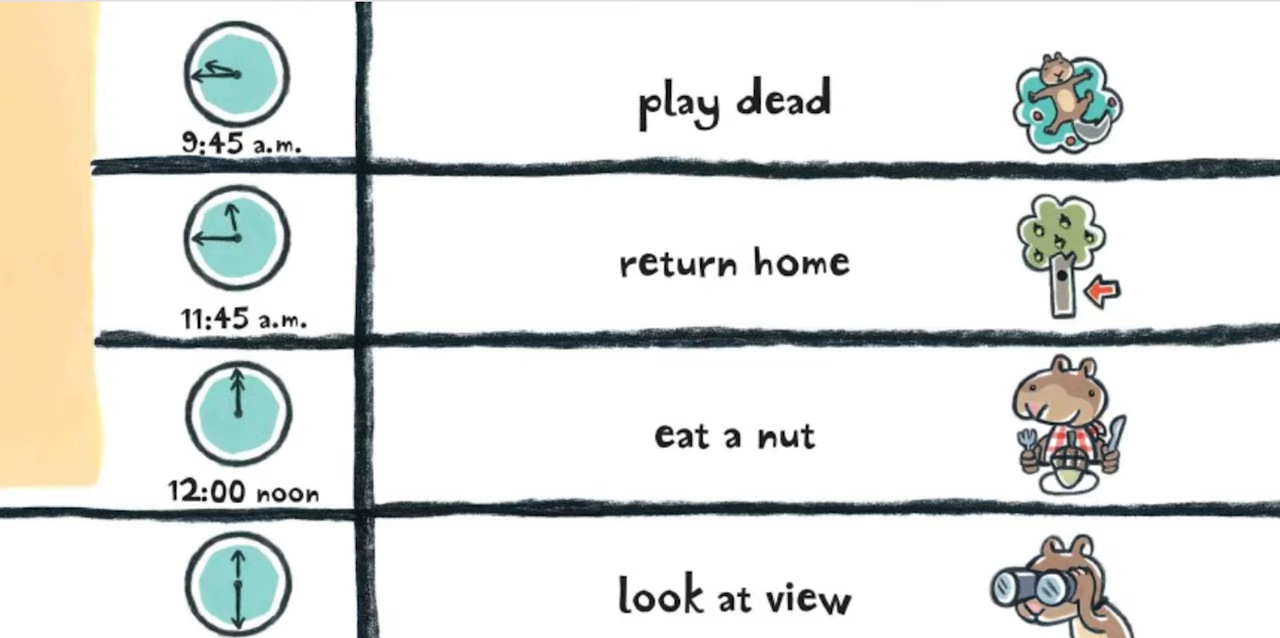 play dead
9:45 a.m.
return home
11:45 a.m.
eat a nut
12:00 noon
look at view